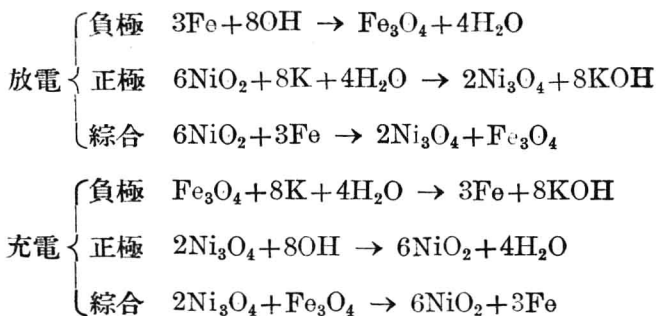 負極 3Fe+8OH → Fe₃O₄+4H₂O
放電 正極 6NiO₂+8K+4H₂O → 2Ni₃O₄+8KOH
綜合 6NiO₂+3Fe → 2Ni₃O₄+Fe₃O₄
負極 Fe₃O₄+8K+4H₂O → 3Fe+8KOH
充電 正極 2Ni₃O₄+8OH → 6NiO₂+4H₂O
綜合 2Ni₃O₄+Fe₃O₄ → 6NiO₂+3Fe